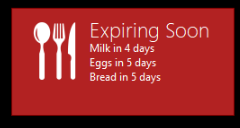 Expiring Soon
Milk in 4 days
Eggs in 5 days
Bread in 5 days